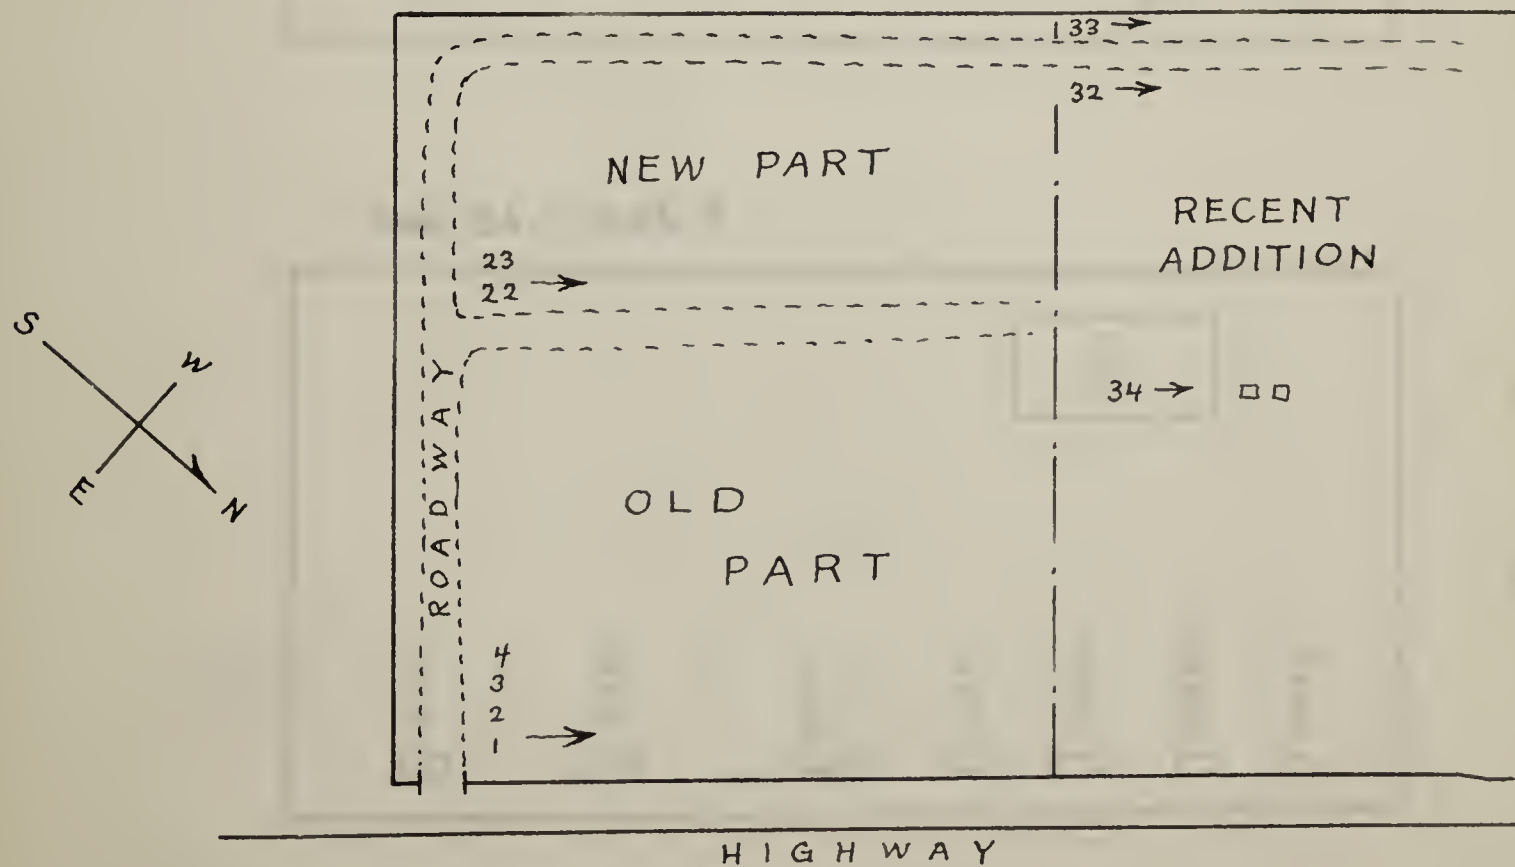 33
32
NEW PART
RECENT
ADDITION
23
22
S
W
E
N
34
ROADWAY
OLD
PART
4
3
2
1
HIGHWAY